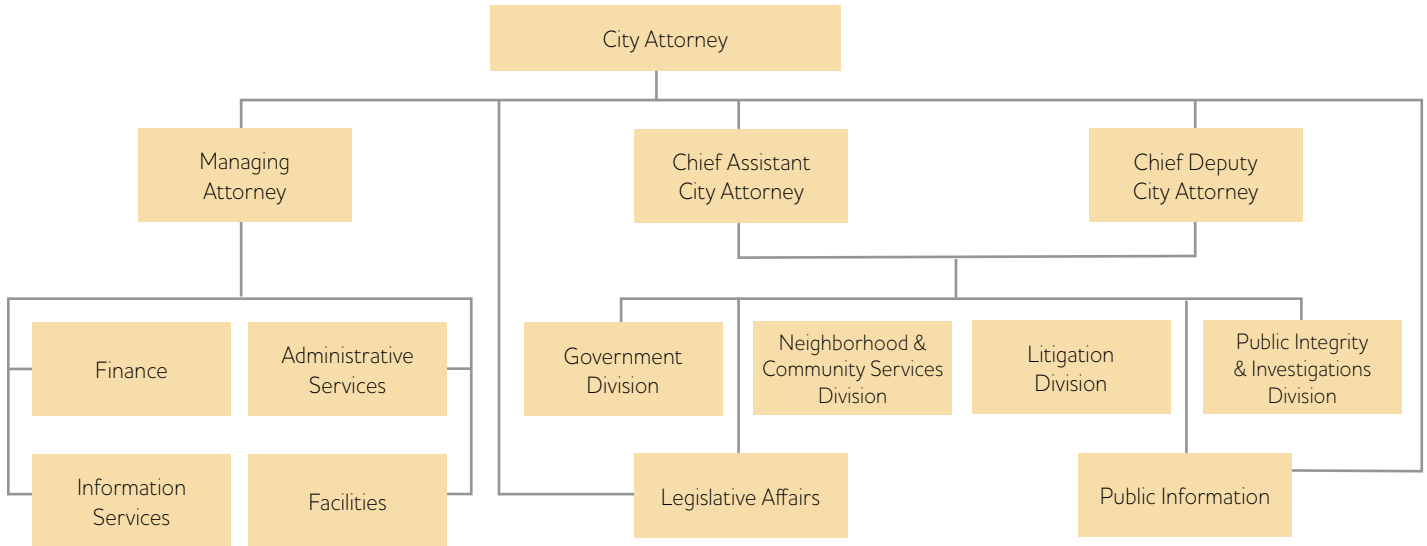 City Attorney
Managing
Attorney
Chief Assistant
City Attorney
Chief Deputy
City Attorney
Finance
Administrative
Services
Information
Services
Facilities
Government
Division
Neighborhood &
Community Services
Division
Litigation
Division
Public Integrity
& Investigations
Division
Legislative Affairs
Public Information